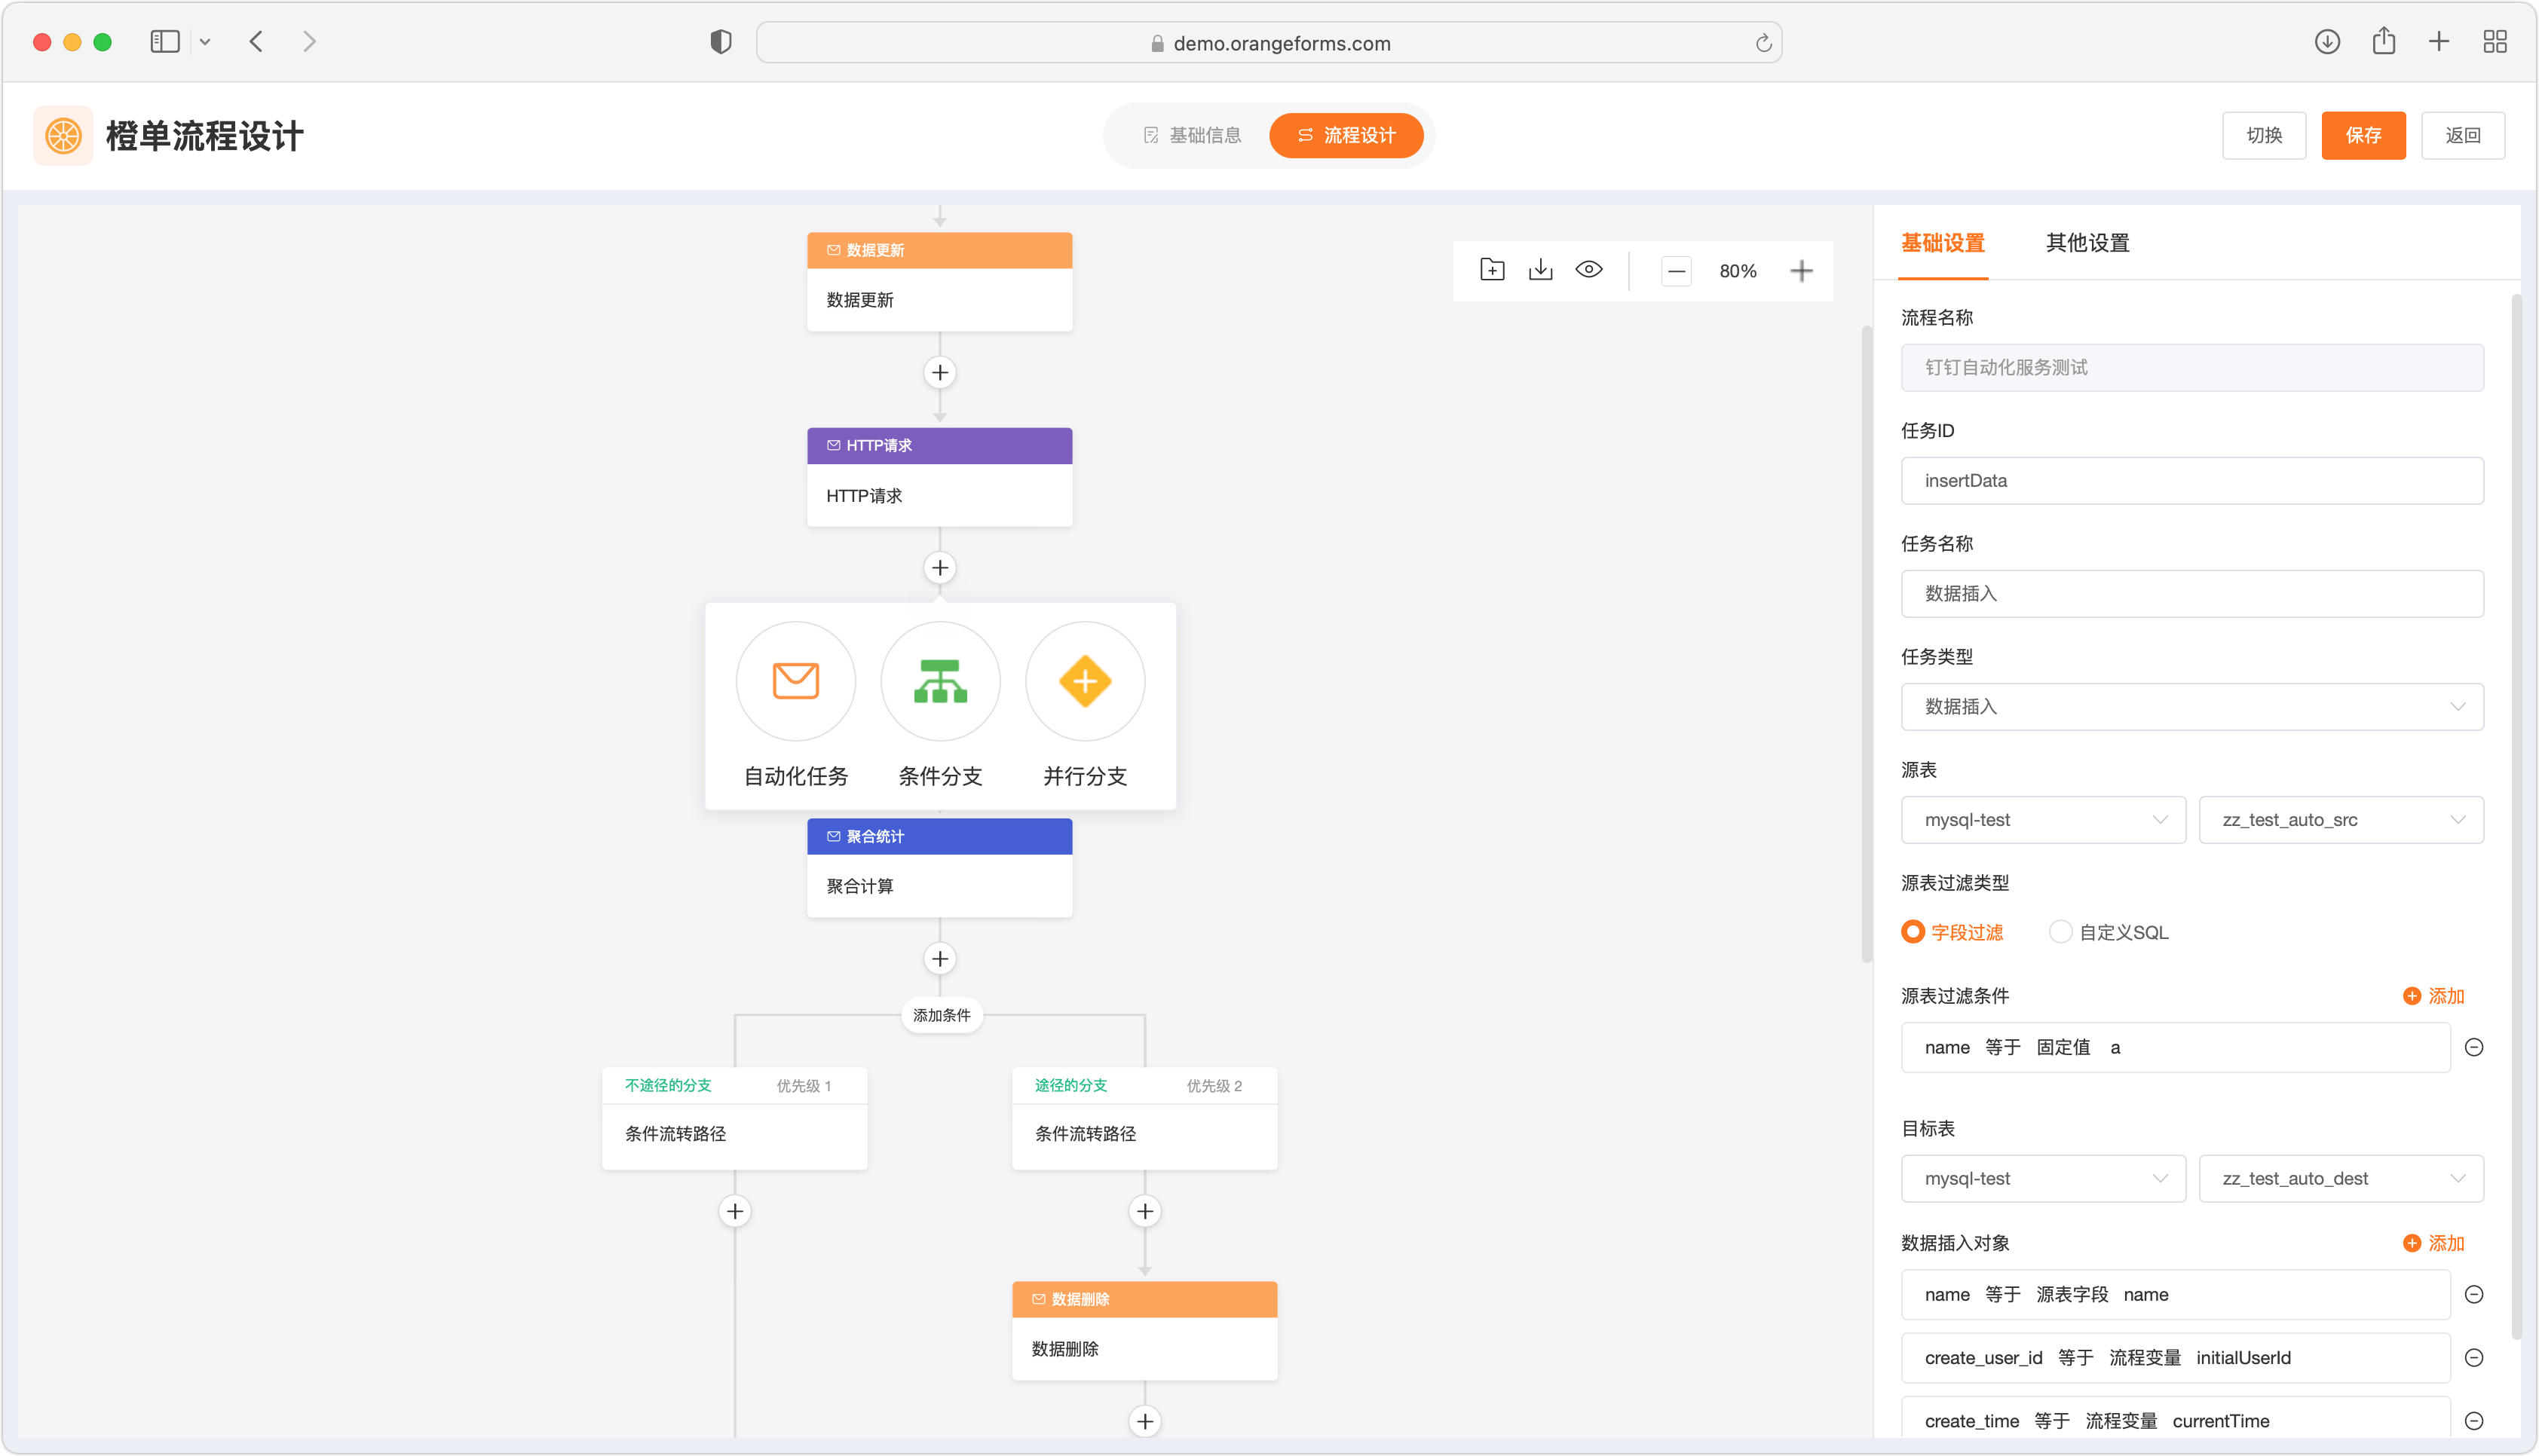 demo.orangeforms.com
橙单流程设计
基础信息
流程设计
切换
保存
返回
数据更新
数据更新
HTTP请求
HTTP请求
自动化任务
条件分支
并行分支
聚合统计
聚合计算
添加条件
不途径的分支 优先级 1
条件流转路径
途径的分支 优先级 2
条件流转路径
数据删除
数据删除
80%
基础设置
其他设置
流程名称
钉钉自动化服务测试
任务ID
insertData
任务名称
数据插入
任务类型
数据插入
源表
mysql-test
zz_test_auto_src
源表过滤类型
字段过滤
自定义SQL
源表过滤条件
添加
name 等于 固定值 a
目标表
mysql-test
zz_test_auto_dest
数据插入对象
添加
name 等于 源表字段 name
create_user_id 等于 流程变量 initialUserId
create_time 等于 流程变量 currentTime